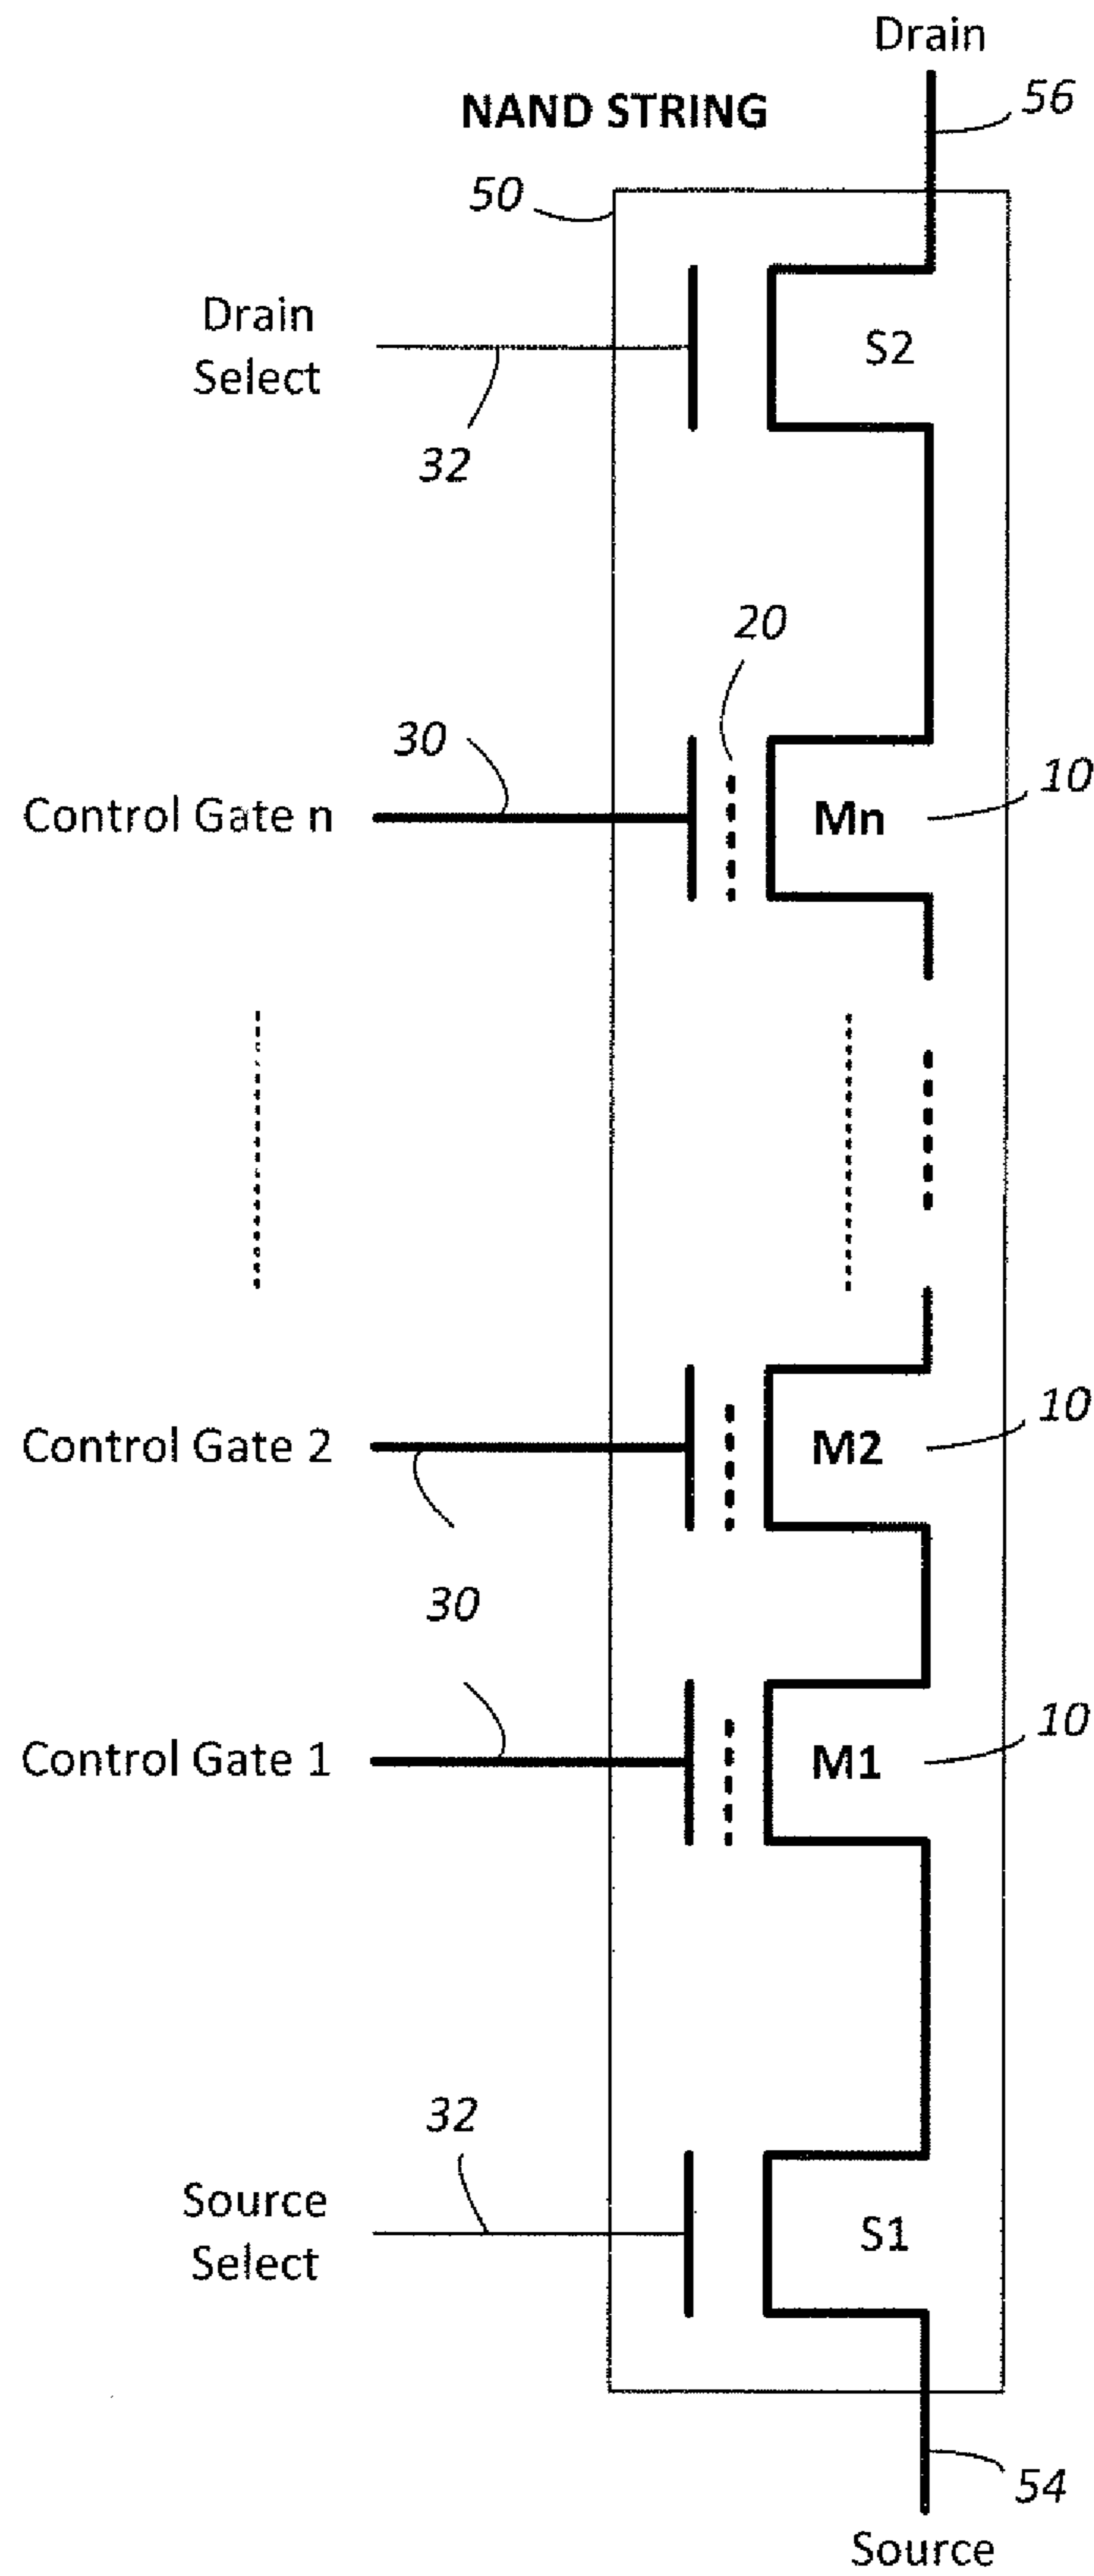 Drain
56
NAND STRING
50
Drain
Select
S2
32
20
30
10
Control Gate n
Mn
10
Control Gate 2
M2
30
10
Control Gate 1
M1
32
Source
Select
S1
54
Source